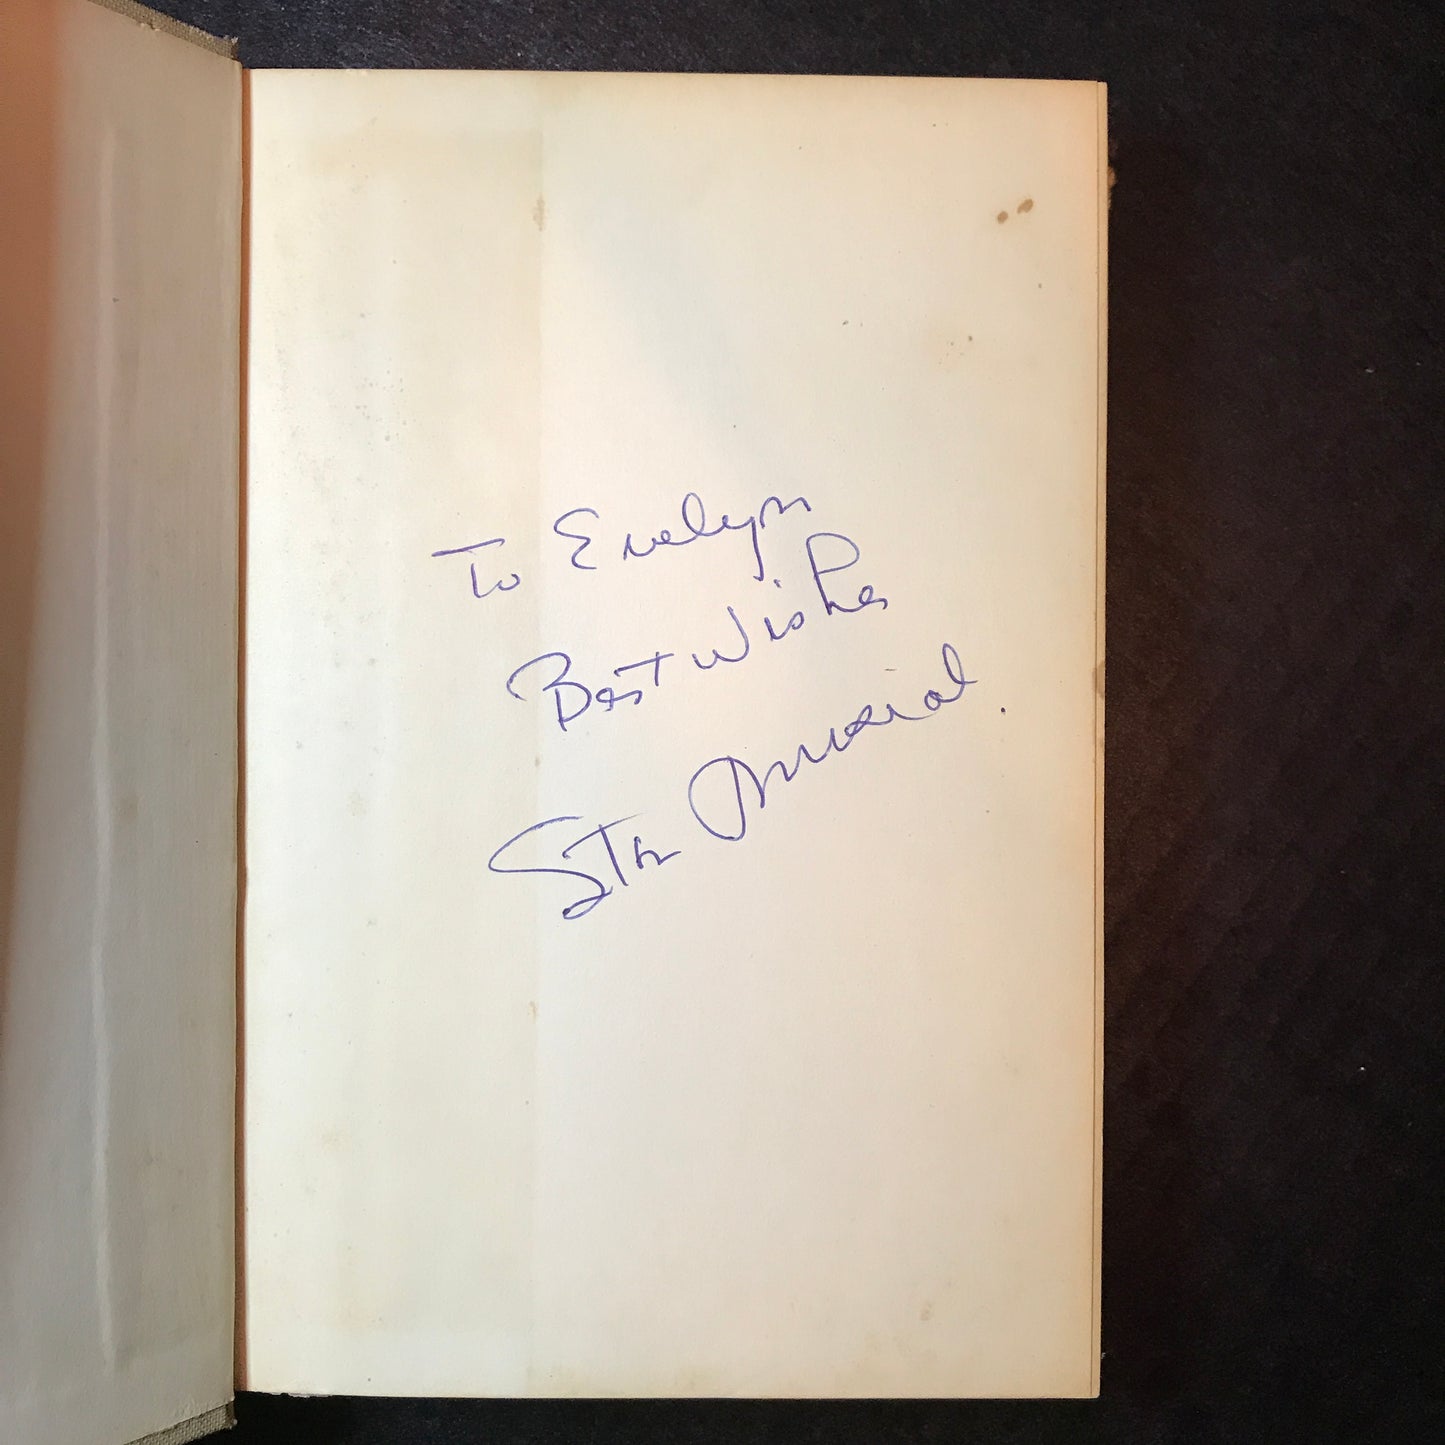 To Evelyn
Best Wishes
Stan Musial